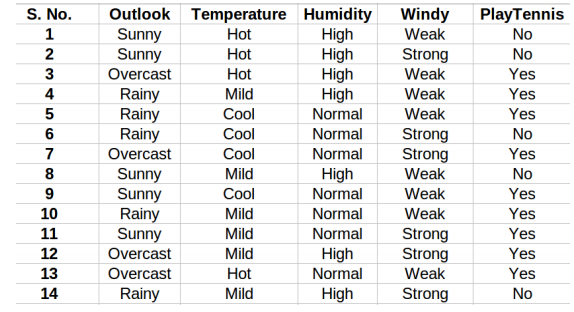 S. No. Outlook Temperature Humidity Windy PlayTennis
1 Sunny Hot High Weak No
2 Sunny Hot High Strong No
3 Overcast Hot High Weak Yes
4 Rainy Mild High Weak Yes
5 Rainy Cool Normal Weak Yes
6 Rainy Cool Normal Strong No
7 Overcast Cool Normal Strong Yes
8 Sunny Mild High Weak No
9 Sunny Cool Normal Weak Yes
10 Rainy Mild Normal Weak Yes
11 Sunny Mild Normal Strong Yes
12 Overcast Mild High Strong Yes
13 Overcast Hot Normal Weak Yes
14 Rainy Mild High Strong No